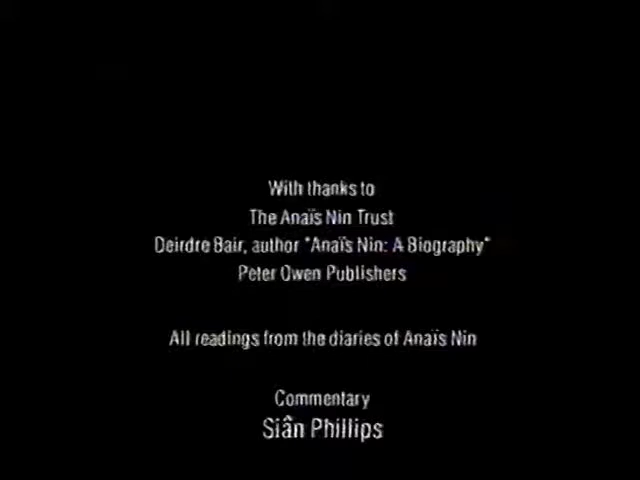 With thanks to
The Anaïs Nin Trust
Deirdre Bair, author "Anaïs Nin: A Biography"
Peter Owen Publishers
All readings from the diaries of Anaïs Nin
Commentary
Siân Phillips